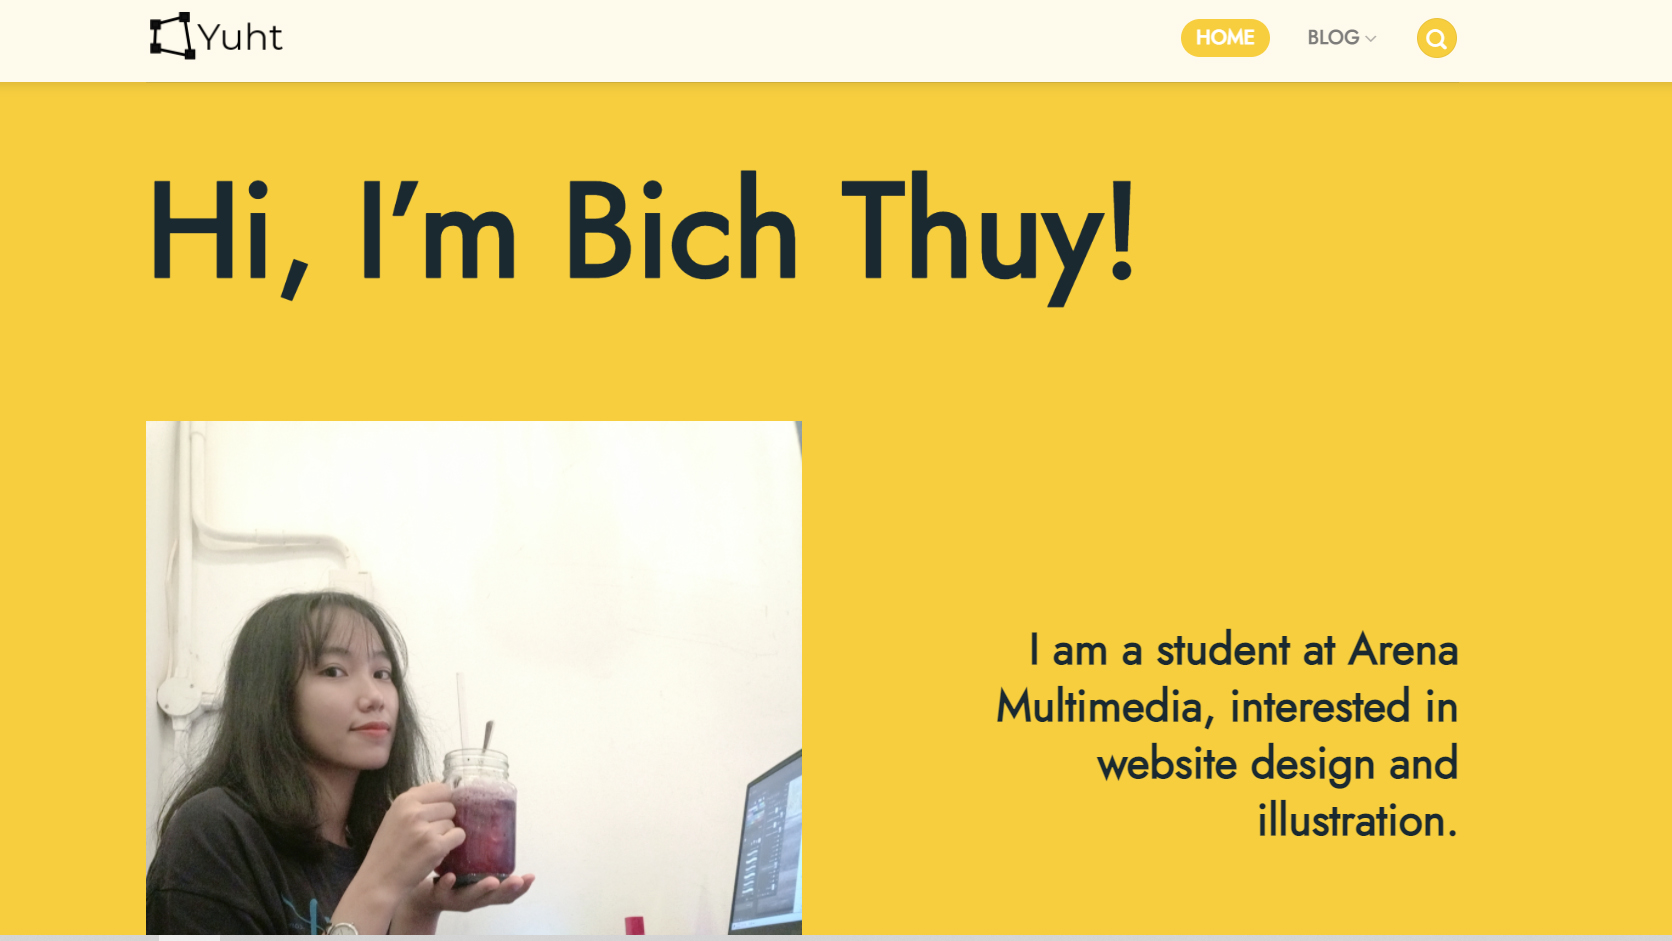 Yuht
HOME
BLOG
Hi, I’m Bich Thuy!
I am a student at Arena
Multimedia, interested in
website design and
illustration.